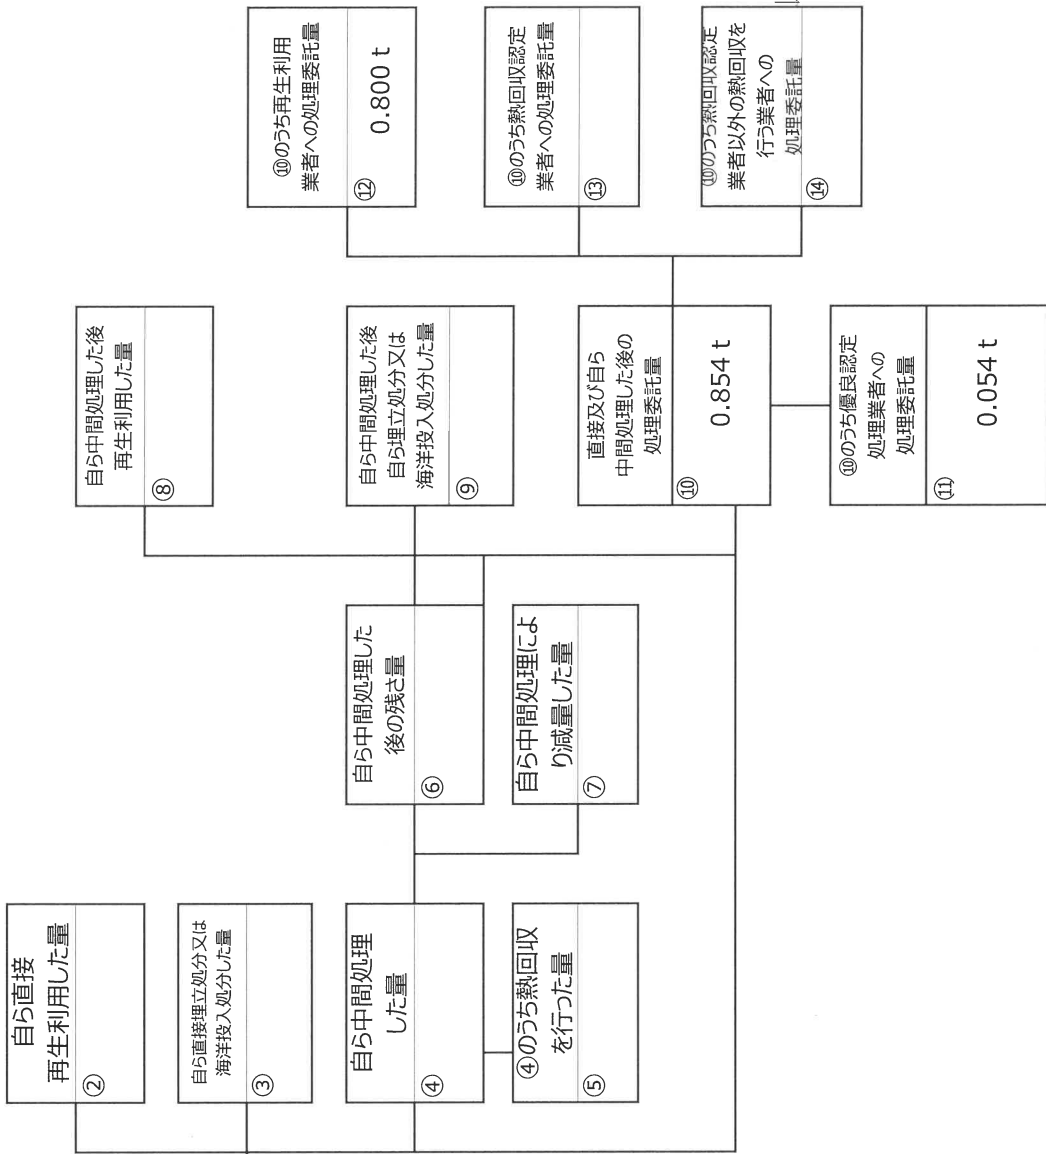 自ら直接
再生利用した量
②
自ら直接埋立処分又は
海洋投入処分した量
③
自ら中間処理
した量
④
④のうち熱回収
を行った量
⑤
自ら中間処理した
後の残さ量
⑥
自ら中間処理によ
り減量した量
⑦
自ら中間処理した後
再生利用した量
⑧
自ら中間処理した後
自ら埋立処分又は
海洋投入処分した量
⑨
直接及び自ら
中間処理した後の
処理委託量
⑩
0.854 t
⑩のうち優良認定
処理業者への
処理委託量
⑪
0.054 t
⑩のうち再生利用
業者への処理委託量
⑫
0.800 t
⑩のうち熱回収認定
業者への処理委託量
⑬
⑩のうち熱回収認定
業者以外の熱回収を
行う業者への
処理委託量
⑭